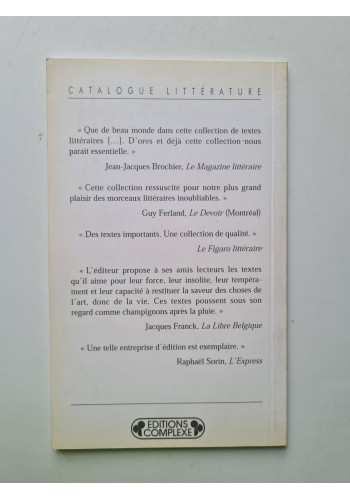 CATALOGUE LITTÉRATURE
« Que de beau monde dans cette collection de textes
littéraires [...]. D'ores et déjà cette collection nous
paraît essentielle. »
Jean-Jacques Brochier, Le Magazine littéraire
« Cette collection ressuscite pour notre plus grand
plaisir des morceaux littéraires inoubliables. »
Guy Ferland, Le Devoir (Montréal)
« Des textes importants. Une collection de qualité. »
Le Figaro littéraire
« L'éditeur propose à ses amis lecteurs les textes
qu'il aime pour leur force, leur insolite, leur tempéra-
ment et leur capacité à restituer la saveur des choses de
l'art, donc de la vie. Ces textes poussent sous son
regard comme champignons après la pluie. »
Jacques Franck, La Libre Belgique
« Une telle entreprise d'édition est exemplaire. »
Raphaël Sorin, L'Express
EDITIONS
COMPLEXE